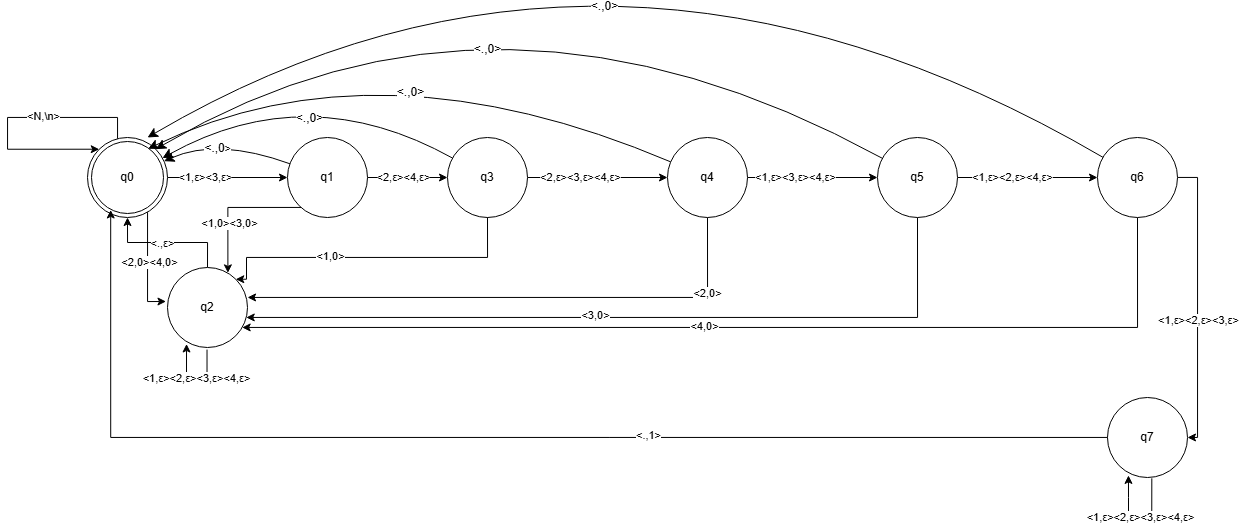 <.,0>
<.,0>
<.,0>
<N,\n>
<.,0>
<.,0>
q0
<1,ε><3,ε>
q1
<2,ε><4,ε>
q3
<2,ε><3,ε><4,ε>
q4
<1,ε><3,ε><4,ε>
q5
<1,ε><2,ε><4,ε>
q6
<1,0><3,0>
<.,ε>
<2,0><4,0>
<1,0>
<2,0>
q2
<3,0>
<4,0>
<1,ε><2,ε><3,ε>
<1,ε><2,ε><3,ε><4,ε>
<.,1>
q7
<1,ε><2,ε><3,ε><4,ε>